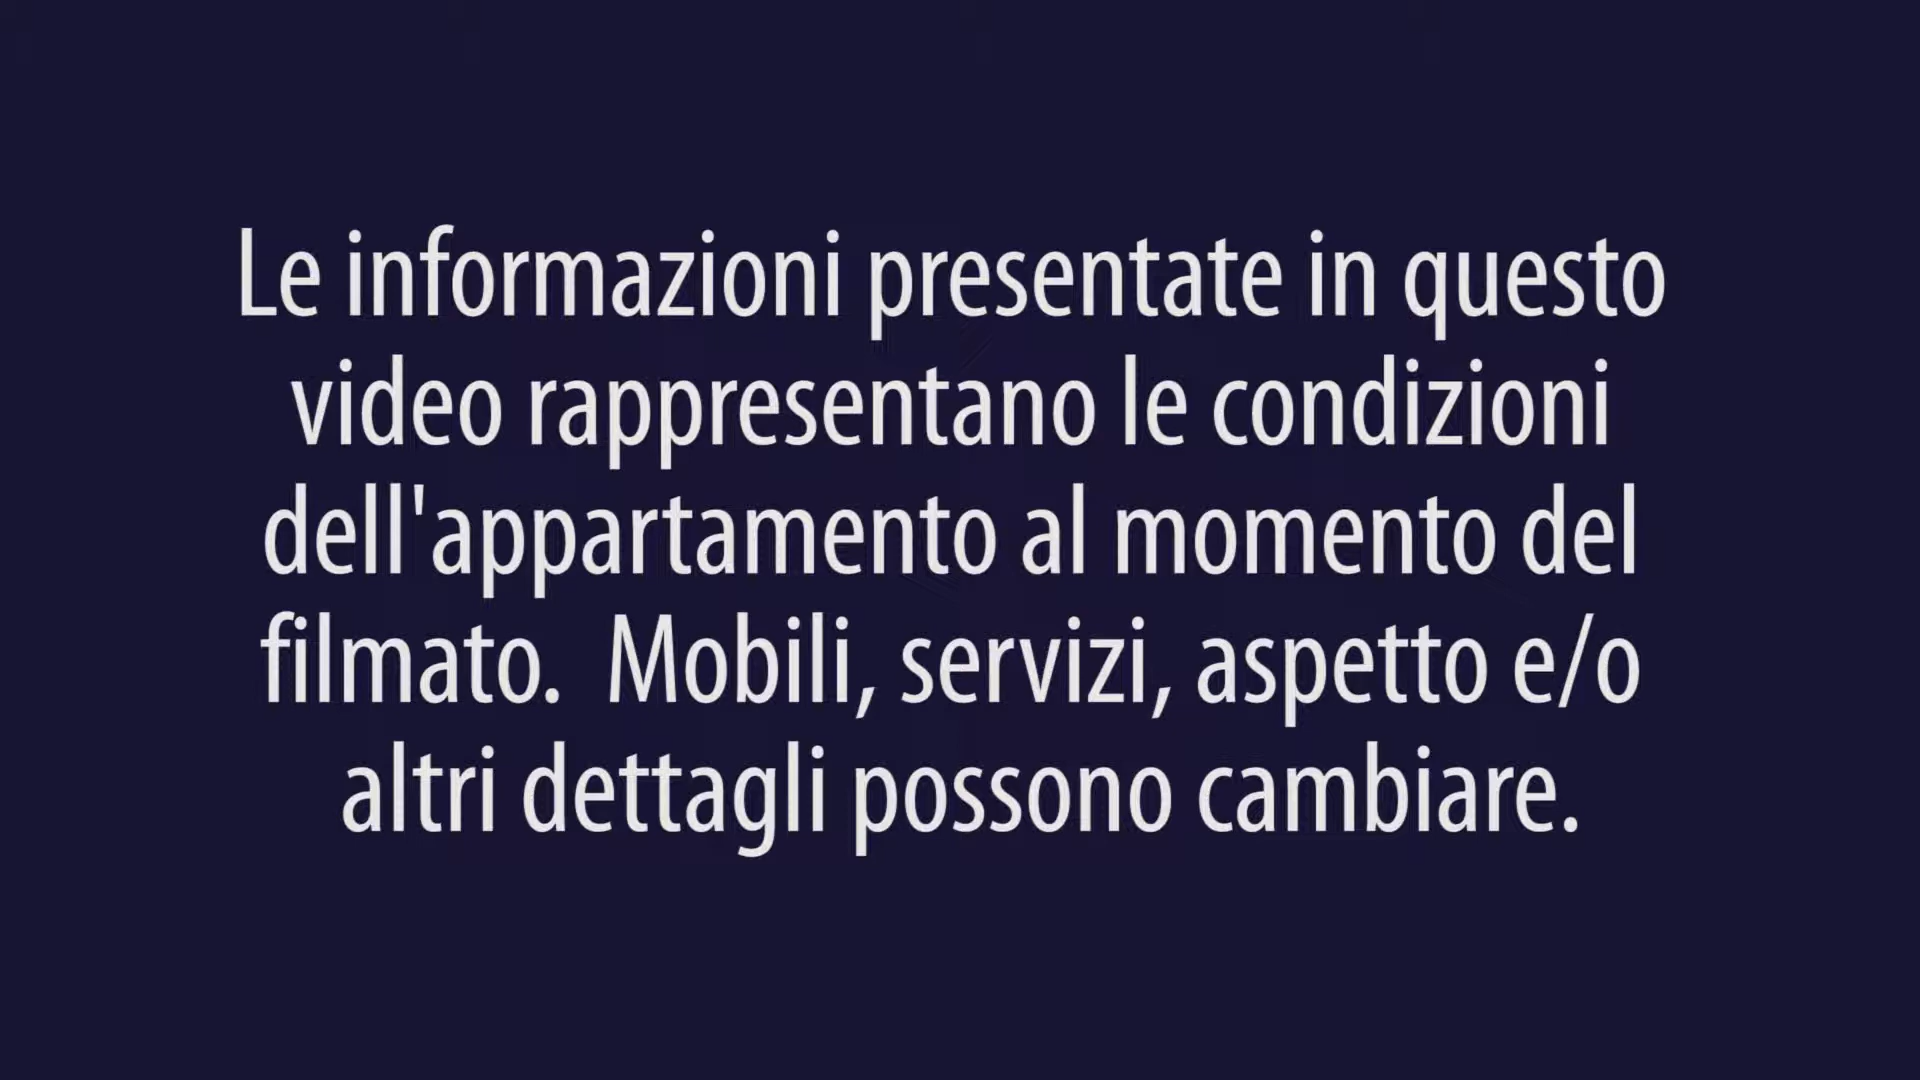 Le informazioni presentate in questo
video rappresentano le condizioni
dell'appartamento al momento del
filmato.  Mobili, servizi, aspetto e/o
altri dettagli possono cambiare.